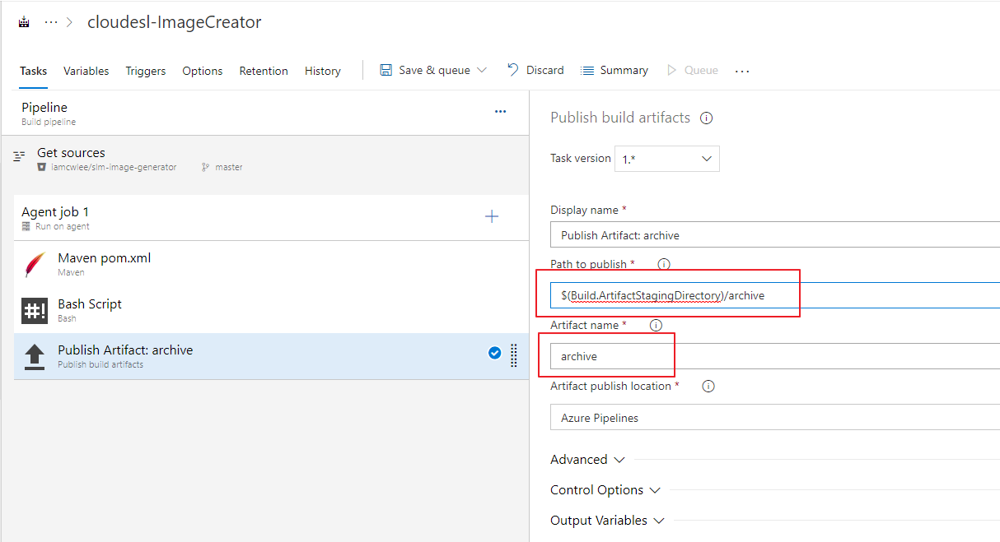 ··· > cloudesl-ImageCreator
Tasks Variables Triggers Options Retention History Save & queue Discard Summary Queue ...
Pipeline ...
Build pipeline
Get sources
iamcwlee/slm-image-generator master
Agent job 1 +
Run on agent
Maven pom.xml
Maven
#!
Bash Script
Bash
Publish Artifact: archive
Publish build artifacts
Publish build artifacts i
Task version 1.*
Display name *
Publish Artifact: archive
Path to publish * i
$(Build.ArtifactStagingDirectory)/archive
Artifact name * i
archive
Artifact publish location * i
Azure Pipelines
Advanced
Control Options
Output Variables